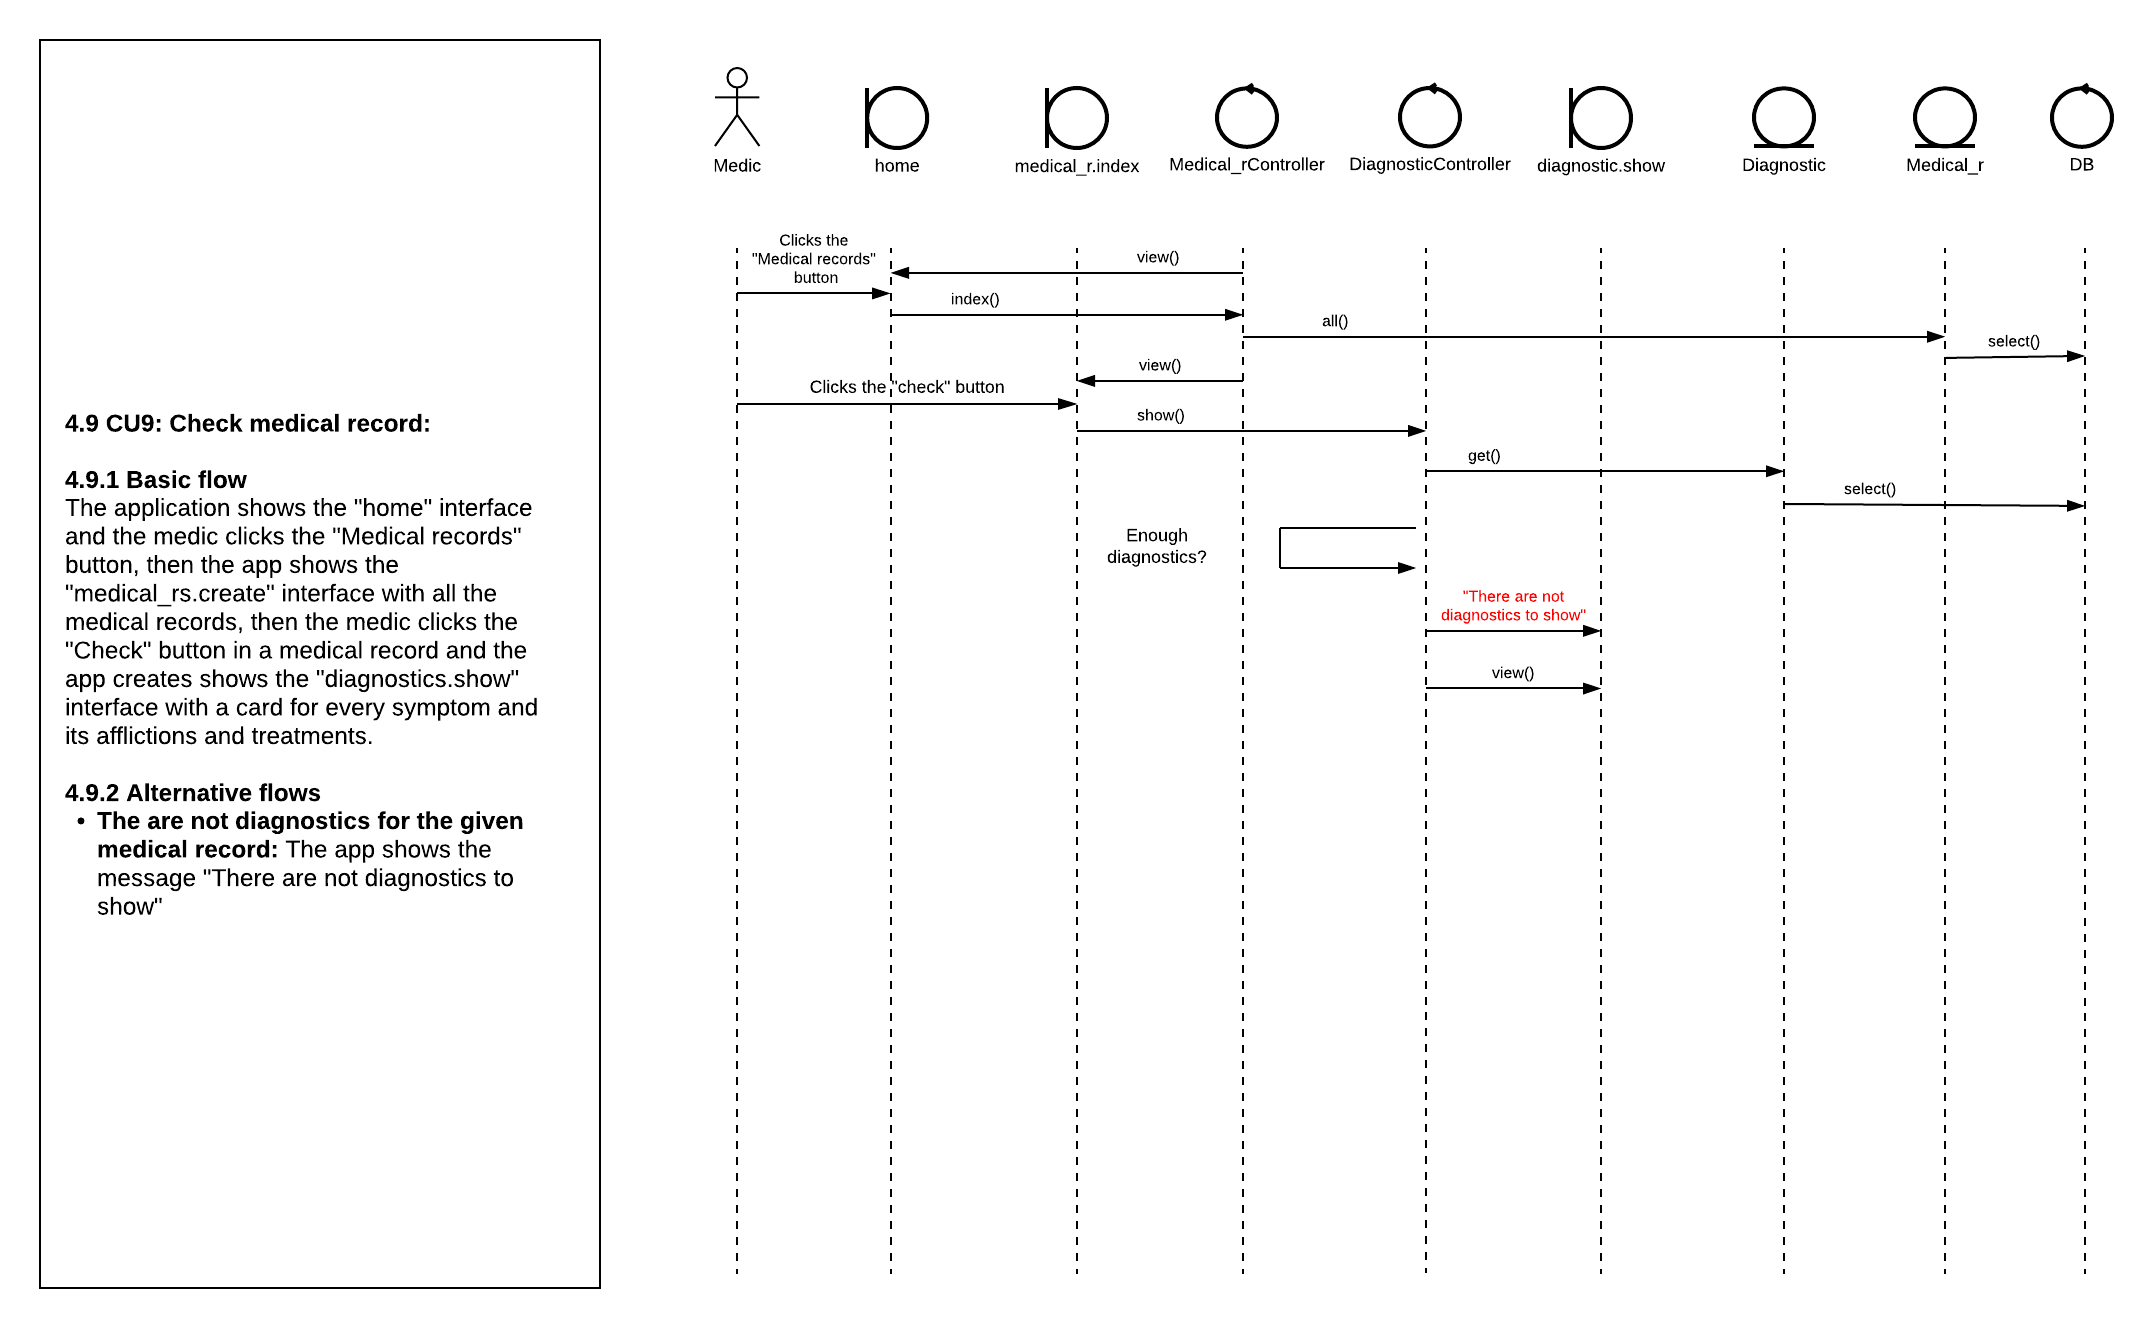 4.9 CU9: Check medical record:
4.9.1 Basic flow
The application shows the "home" interface
and the medic clicks the "Medical records"
button, then the app shows the
"medical_rs.create" interface with all the
medical records, then the medic clicks the
"Check" button in a medical record and the
app creates shows the "diagnostics.show"
interface with a card for every symptom and
its afflictions and treatments.
4.9.2 Alternative flows
• The are not diagnostics for the given
medical record: The app shows the
message "There are not diagnostics to
show"
Medic
home
medical_r.index
Medical_rController
DiagnosticController
diagnostic.show
Diagnostic
Medical_r
DB
Clicks the
"Medical records"
button
view()
index()
all()
select()
view()
Clicks the "check" button
show()
get()
select()
Enough
diagnostics?
"There are not
diagnostics to show"
view()